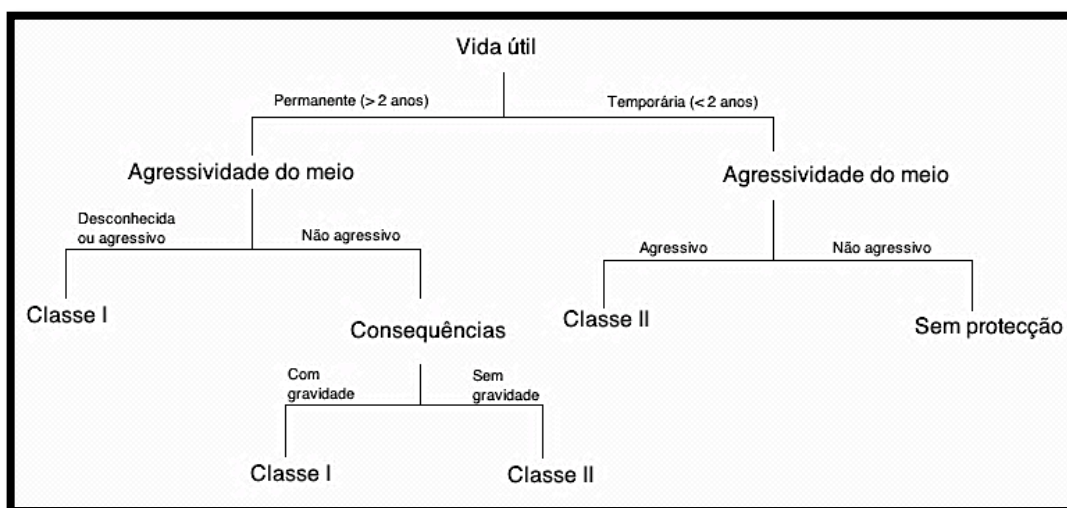 Vida útil
Permanente (> 2 anos)
Temporária (< 2 anos)
Agressividade do meio
Agressividade do meio
Desconhecida
ou agressivo
Não agressivo
Agressivo
Não agressivo
Classe I
Consequências
Classe II
Sem protecção
Com
gravidade
Sem
gravidade
Classe I
Classe II